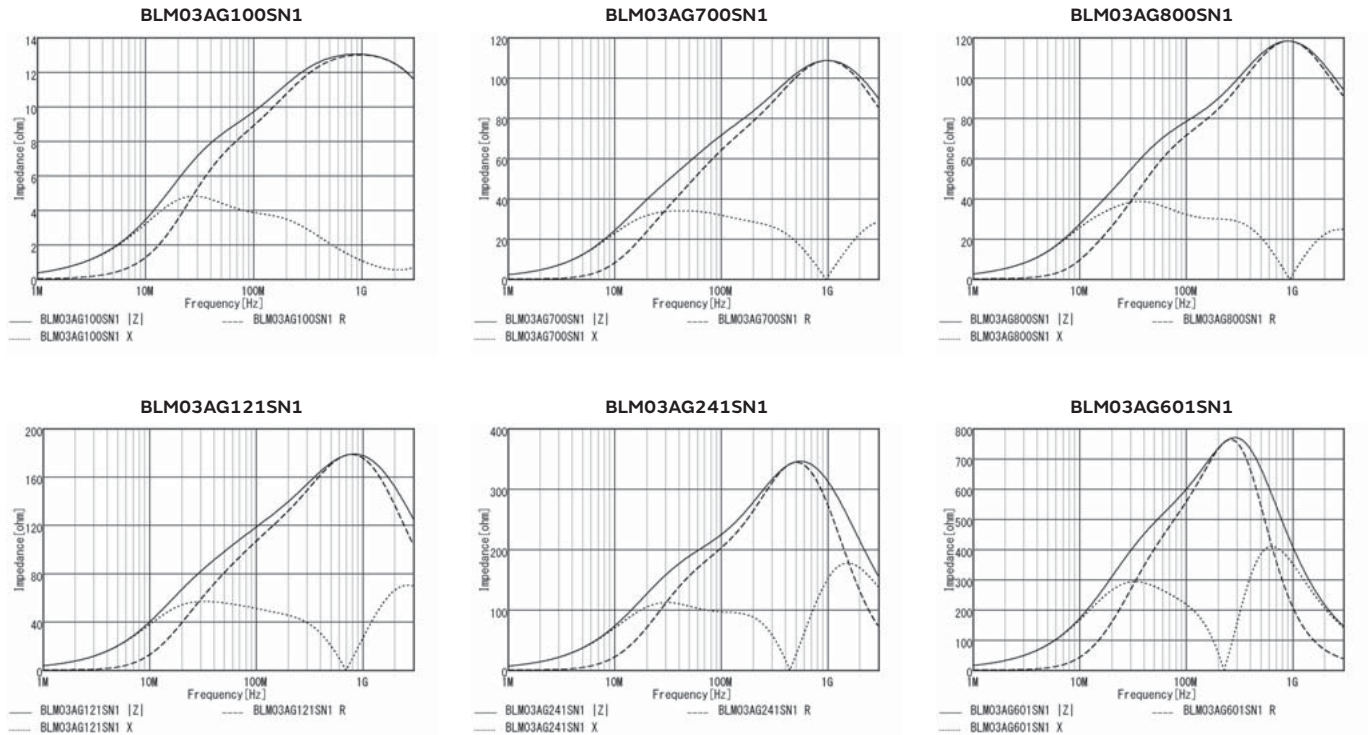 BLM03AG100SN1
14
12
10
8
6
4
2
0
Impedance[ohm]
1M 10M 100M 1G
Frequency[Hz]
BLM03AG100SN1 |Z| BLM03AG100SN1 R
BLM03AG100SN1 X
BLM03AG700SN1
120
100
80
60
40
20
0
Impedance[ohm]
1M 10M 100M 1G
Frequency[Hz]
BLM03AG700SN1 |Z| BLM03AG700SN1 R
BLM03AG700SN1 X
BLM03AG800SN1
120
100
80
60
40
20
0
Impedance[ohm]
1M 10M 100M 1G
Frequency[Hz]
BLM03AG800SN1 |Z| BLM03AG800SN1 R
BLM03AG800SN1 X
BLM03AG121SN1
200
160
120
80
40
0
Impedance[ohm]
1M 10M 100M 1G
Frequency[Hz]
BLM03AG121SN1 |Z| BLM03AG121SN1 R
BLM03AG121SN1 X
BLM03AG241SN1
400
300
200
100
0
Impedance[ohm]
1M 10M 100M 1G
Frequency[Hz]
BLM03AG241SN1 |Z| BLM03AG241SN1 R
BLM03AG241SN1 X
BLM03AG601SN1
800
700
600
500
400
300
200
100
0
Impedance[ohm]
1M 10M 100M 1G
Frequency[Hz]
BLM03AG601SN1 |Z| BLM03AG601SN1 R
BLM03AG601SN1 X